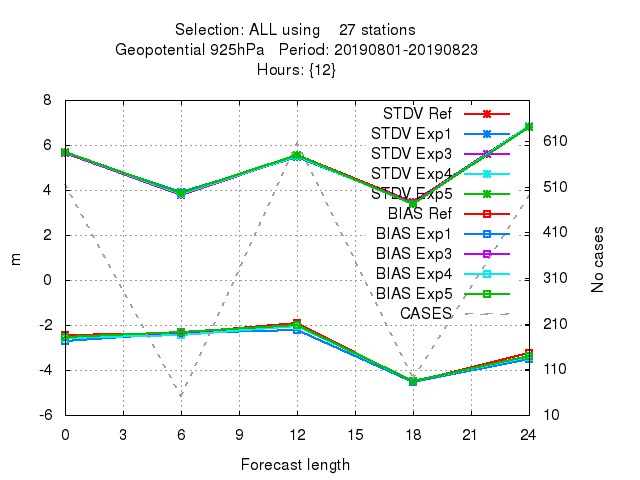 Selection: ALL using    27 stations
Geopotential 925hPa   Period: 20190801-20190823
Hours: {12}
8
6
4
2
0
-2
-4
-6
m
STDV Ref
STDV Exp1
STDV Exp3
STDV Exp4
STDV Exp5
BIAS Ref
BIAS Exp1
BIAS Exp3
BIAS Exp4
BIAS Exp5
CASES
610
510
410
310
210
110
10
No cases
0 3 6 9 12 15 18 21 24
Forecast length